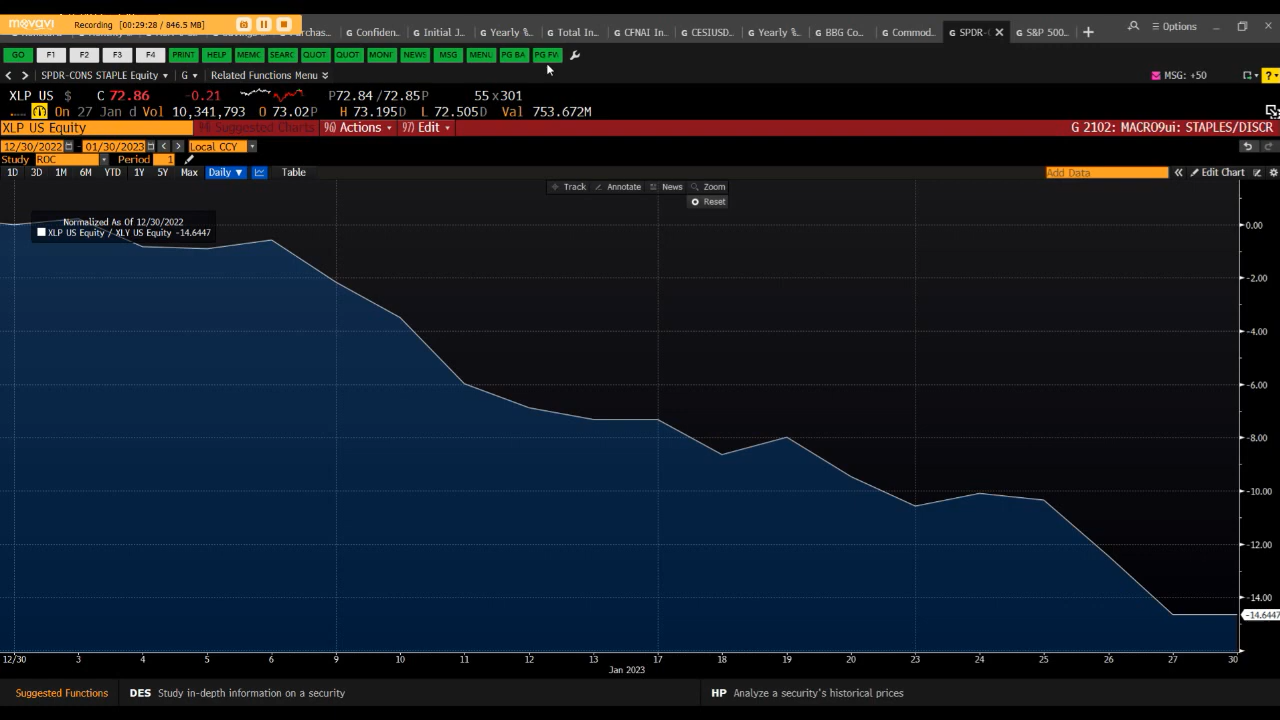 movavi Recording [00:29:28 / 846.5 MB]
G Confiden. G Initial J.. G Yearly %.. G Total In.. G CFNAI In.. G CESIUSD.. G Yearly %.. G BBG Co... G Commod.. G SPDR- G S&P 500.. Options
GO F1 F2 F3 F4 PRINT HELP MEMC SEARC QUOT QUOT MONI NEWS MSG MENU PG BA PG FW
SPDR-CONS STAPLE Equity G Related Functions Menu MSG: +50 ?
XLP US $ C 72.86 -0.21 P72.84 /72.85P 55 x301
On 27 Jan d Vol 10,341,793 O 73.02P H 73.195D L 72.505D Val 753.672M
XLP US Equity 96 Suggested Charts 96) Actions 97) Edit G 2102: MACRO9ui: STAPLES/DISCR
12/30/2022 - 01/30/2023 Local CCY
Study ROC Period 1
1D 3D 1M 6M YTD 1Y 5Y Max Daily ▼ Table Add Data Edit Chart
Track Annotate News Zoom
Reset
Normalized As Of 12/30/2022
XLP US Equity / XLY US Equity -14.6447
0.00
-2.00
-4.00
-6.00
-8.00
-10.00
-12.00
-14.00
-14.6447
12/30 3 4 5 6 9 10 11 12 13 17 18 19 20 23 24 25 26 27 30
Jan 2023
Suggested Functions DES Study in-depth information on a security HP Analyze a security's historical prices